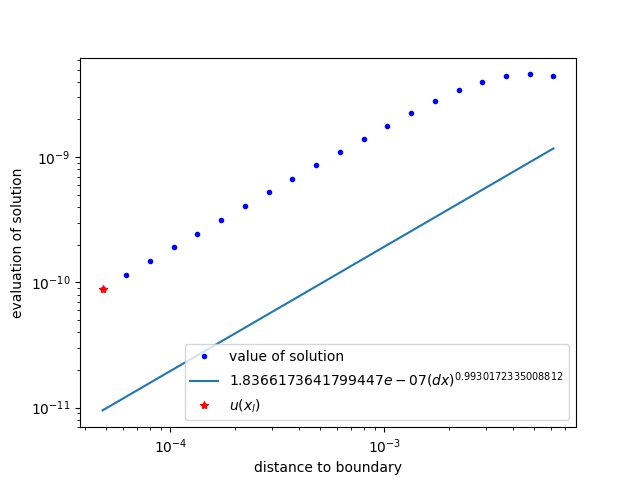 10^{-9}
10^{-10}
10^{-11}
evaluation of solution
value of solution
1.8366173641799447e − 07(dx)^{0.9930172335008812}
u(x_l)
10^{-4}
10^{-3}
distance to boundary